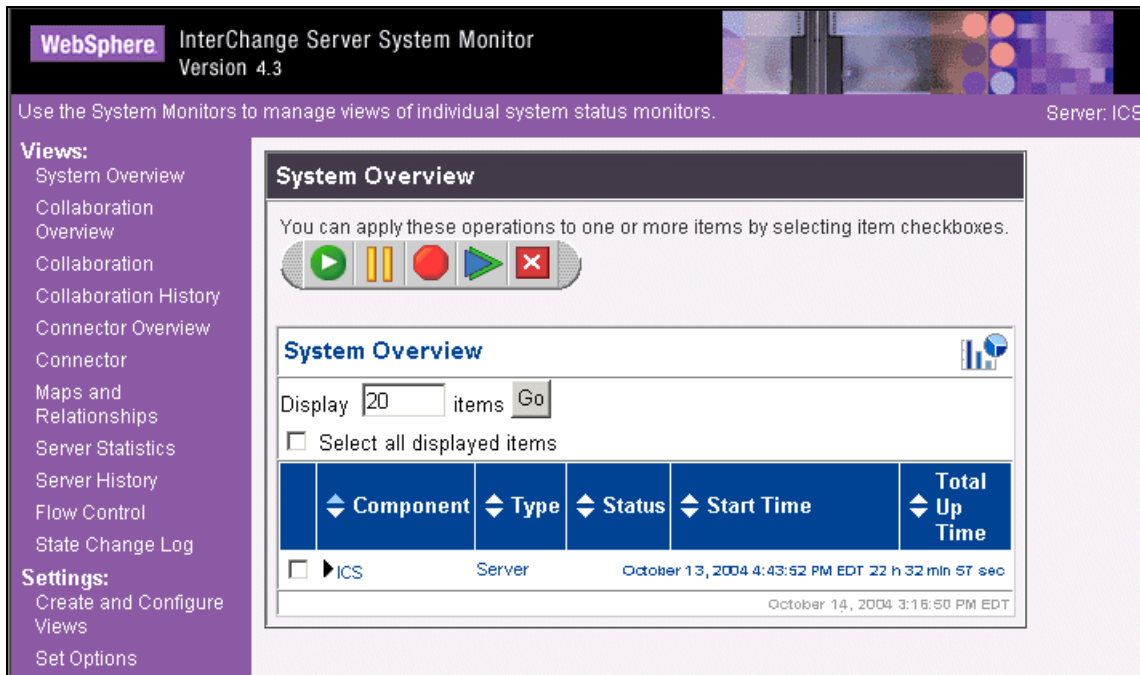 WebSphere InterChange Server System Monitor
Version 4.3
Use the System Monitors to manage views of individual system status monitors.
Server: ICS
Views:
System Overview
Collaboration
Overview
Collaboration
Collaboration History
Connector Overview
Connector
Maps and
Relationships
Server Statistics
Server History
Flow Control
State Change Log
Settings:
Create and Configure
Views
Set Options
System Overview
You can apply these operations to one or more items by selecting item checkboxes.
System Overview
Display 20 items Go
Select all displayed items
Component Type Status Start Time Total
Up
Time
ICS Server October 13, 2004 4:43:52 PM EDT 22 h 32 min 57 sec
October 14, 2004 3:16:50 PM EDT